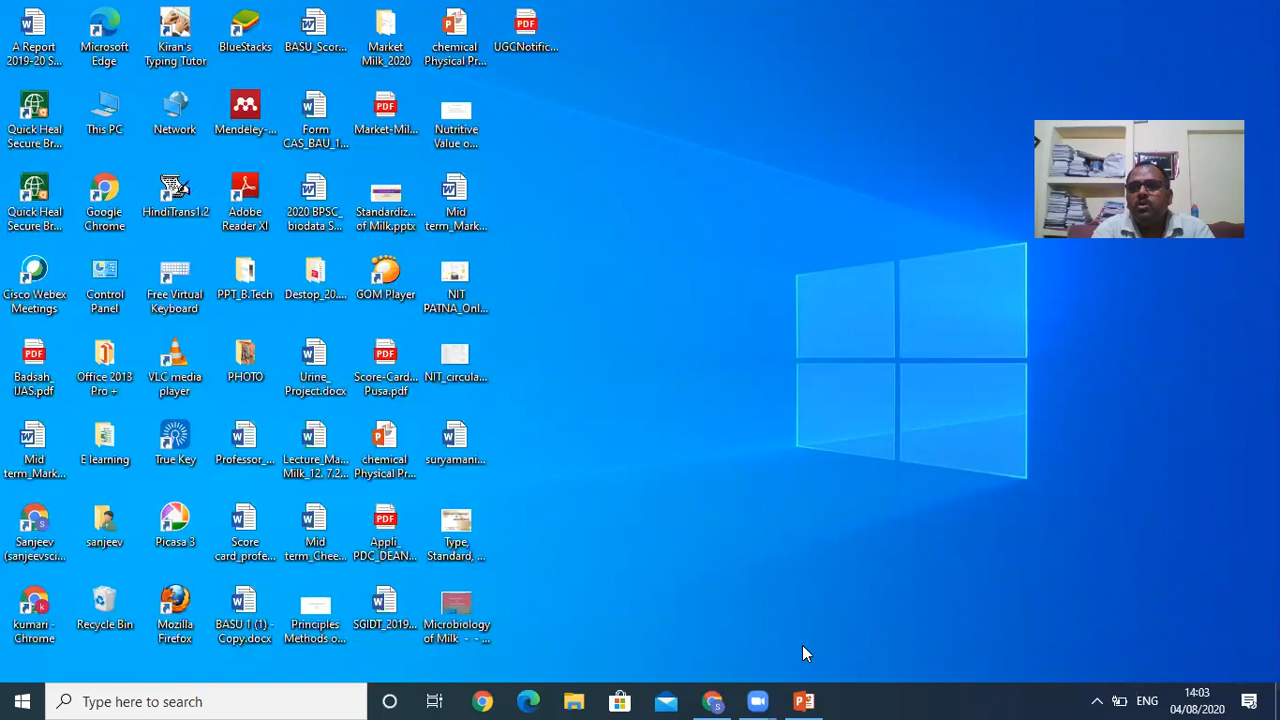 A Report
2019-20 S...
Microsoft
Edge
Kiran's
Typing Tutor
BlueStacks
BASU_Scor...
Market
Milk_2020
chemical
Physical Pr...
UGCNotific...
Quick Heal
Secure Br...
This PC
Network
Mendeley-...
Form
CAS_BAU_1...
Market-Mil...
Nutritive
Value o...
Quick Heal
Secure Br...
Google
Chrome
HindiTrans1.2
Adobe
Reader XI
2020 BPSC_
biodata S...
Standardiz...
of Milk.pptx
Mid
term_Mark...
Cisco Webex
Meetings
Control
Panel
Free Virtual
Keyboard
PPT_B.Tech
Destop_20....
GOM Player
NIT
PATNA_Onl...
Badsah_
IJAS.pdf
Office 2013
Pro +
VLC media
player
PHOTO
Urine_
Project.docx
Score-Card...
Pusa.pdf
NIT_circula...
Mid
term_Mark...
E learning
True Key
Professor_...
Lecture_Ma...
Milk_12. 7.2...
chemical
Physical Pr...
suryamani...
Sanjeev
(sanjeevsci...
sanjeev
Picasa 3
Score
card_profe...
Mid
term_Chee...
Appli_
PDC_DEAN...
Type,
Standard, ...
kumari -
Chrome
Recycle Bin
Mozilla
Firefox
BASU 1 (1) -
Copy.docx
Principles
Methods o...
SGIDT_2019...
Microbiology
of Milk_-_-...
Type here to search
ENG
14:03
04/08/2020